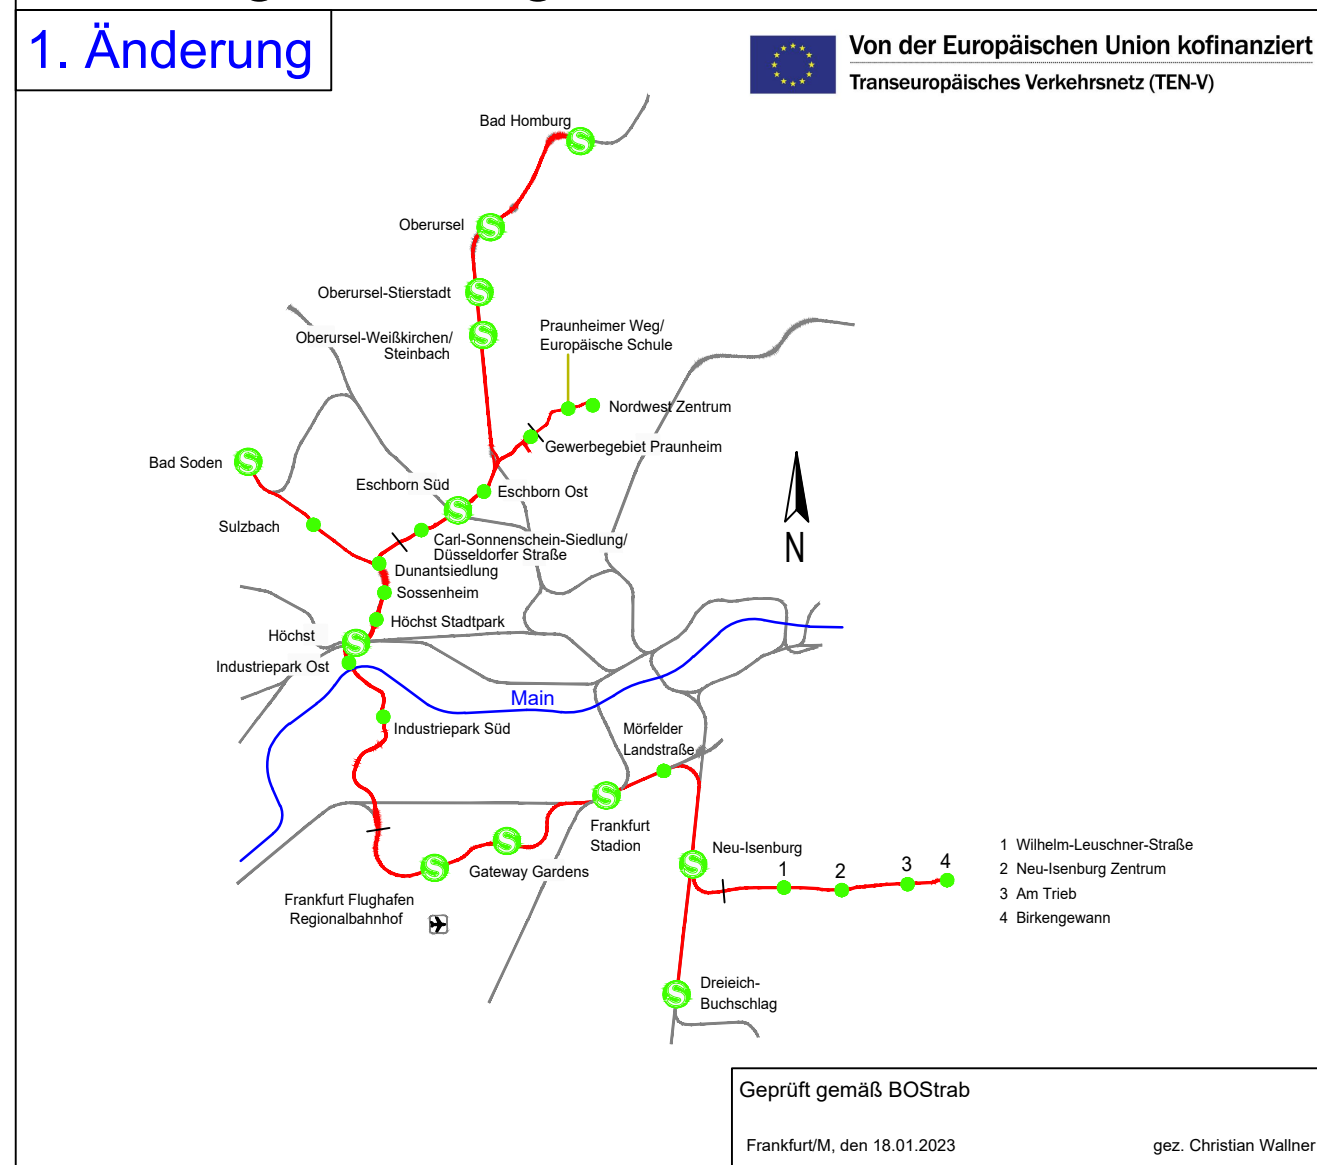 1. Änderung
Von der Europäischen Union kofinanziert
Transeuropäisches Verkehrsnetz (TEN-V)
Bad Homburg
Oberursel
Oberursel-Stierstadt
Oberursel-Weißkirchen/
Steinbach
Praunheimer Weg/
Europäische Schule
Nordwest Zentrum
Gewerbegebiet Praunheim
Bad Soden
Eschborn Süd
Eschborn Ost
Sulzbach
Carl-Sonnenschein-Siedlung/
Düsseldorfer Straße
Dunantsiedlung
Sossenheim
Höchst Stadtpark
Höchst
Industriepark Ost
N
Main
Industriepark Süd
Mörfelder
Landstraße
Frankfurt
Stadion
Gateway Gardens
Frankfurt Flughafen
Regionalbahnhof
Neu-Isenburg
1
2
3
4
1 Wilhelm-Leuschner-Straße
2 Neu-Isenburg Zentrum
3 Am Trieb
4 Birkengewann
Dreieich-
Buchschlag
S
S
S
S
S
S
S
S
S
S
S
S
Geprüft gemäß BOStrab
Frankfurt/M, den 18.01.2023 gez. Christian Wallner